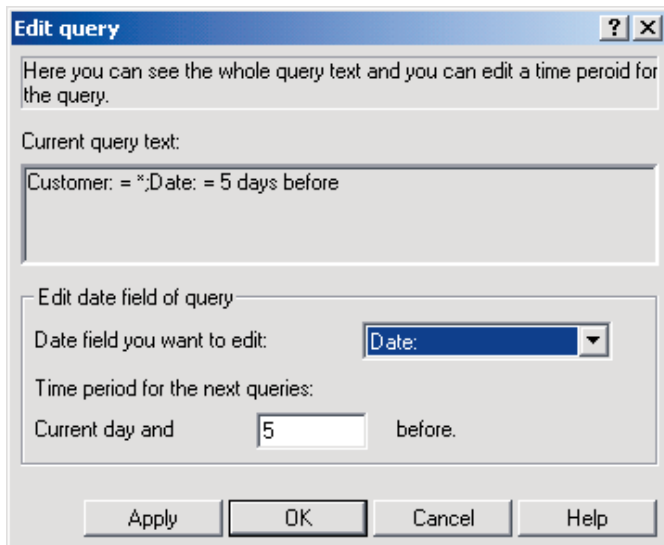 Edit query
Here you can see the whole query text and you can edit a time peroid for
the query.
Current query text:
Customer: = *;Date: = 5 days before
Edit date field of query
Date field you want to edit: Date:
Time period for the next queries:
Current day and 5 before.
Apply OK Cancel Help